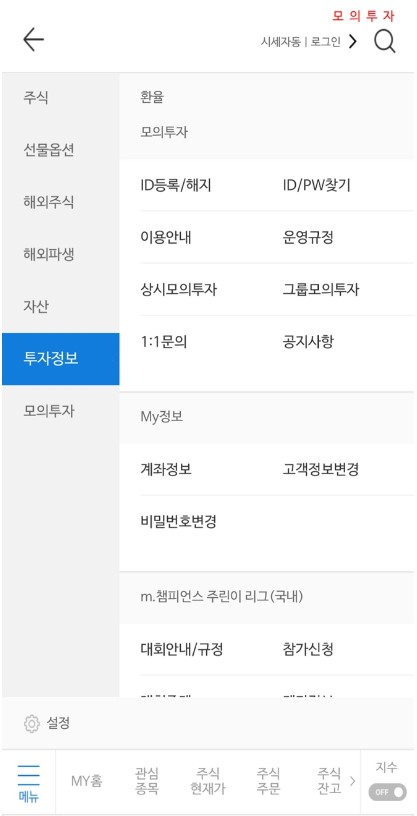 모 의 투 자
시세자동 | 로그인
주식
선물옵션
해외주식
해외파생
자산
투자정보
모의투자
환율
모의투자
ID등록/해지 ID/PW찾기
이용안내 운영규정
상시모의투자 그룹모의투자
1:1문의 공지사항
My정보
계좌정보 고객정보변경
비밀번호변경
m.챔피언스 주린이 리그(국내)
대회안내/규정 참가신청
설정
메뉴
MY홈
관심
종목
주식
현재가
주식
주문
주식
잔고
지수
OFF